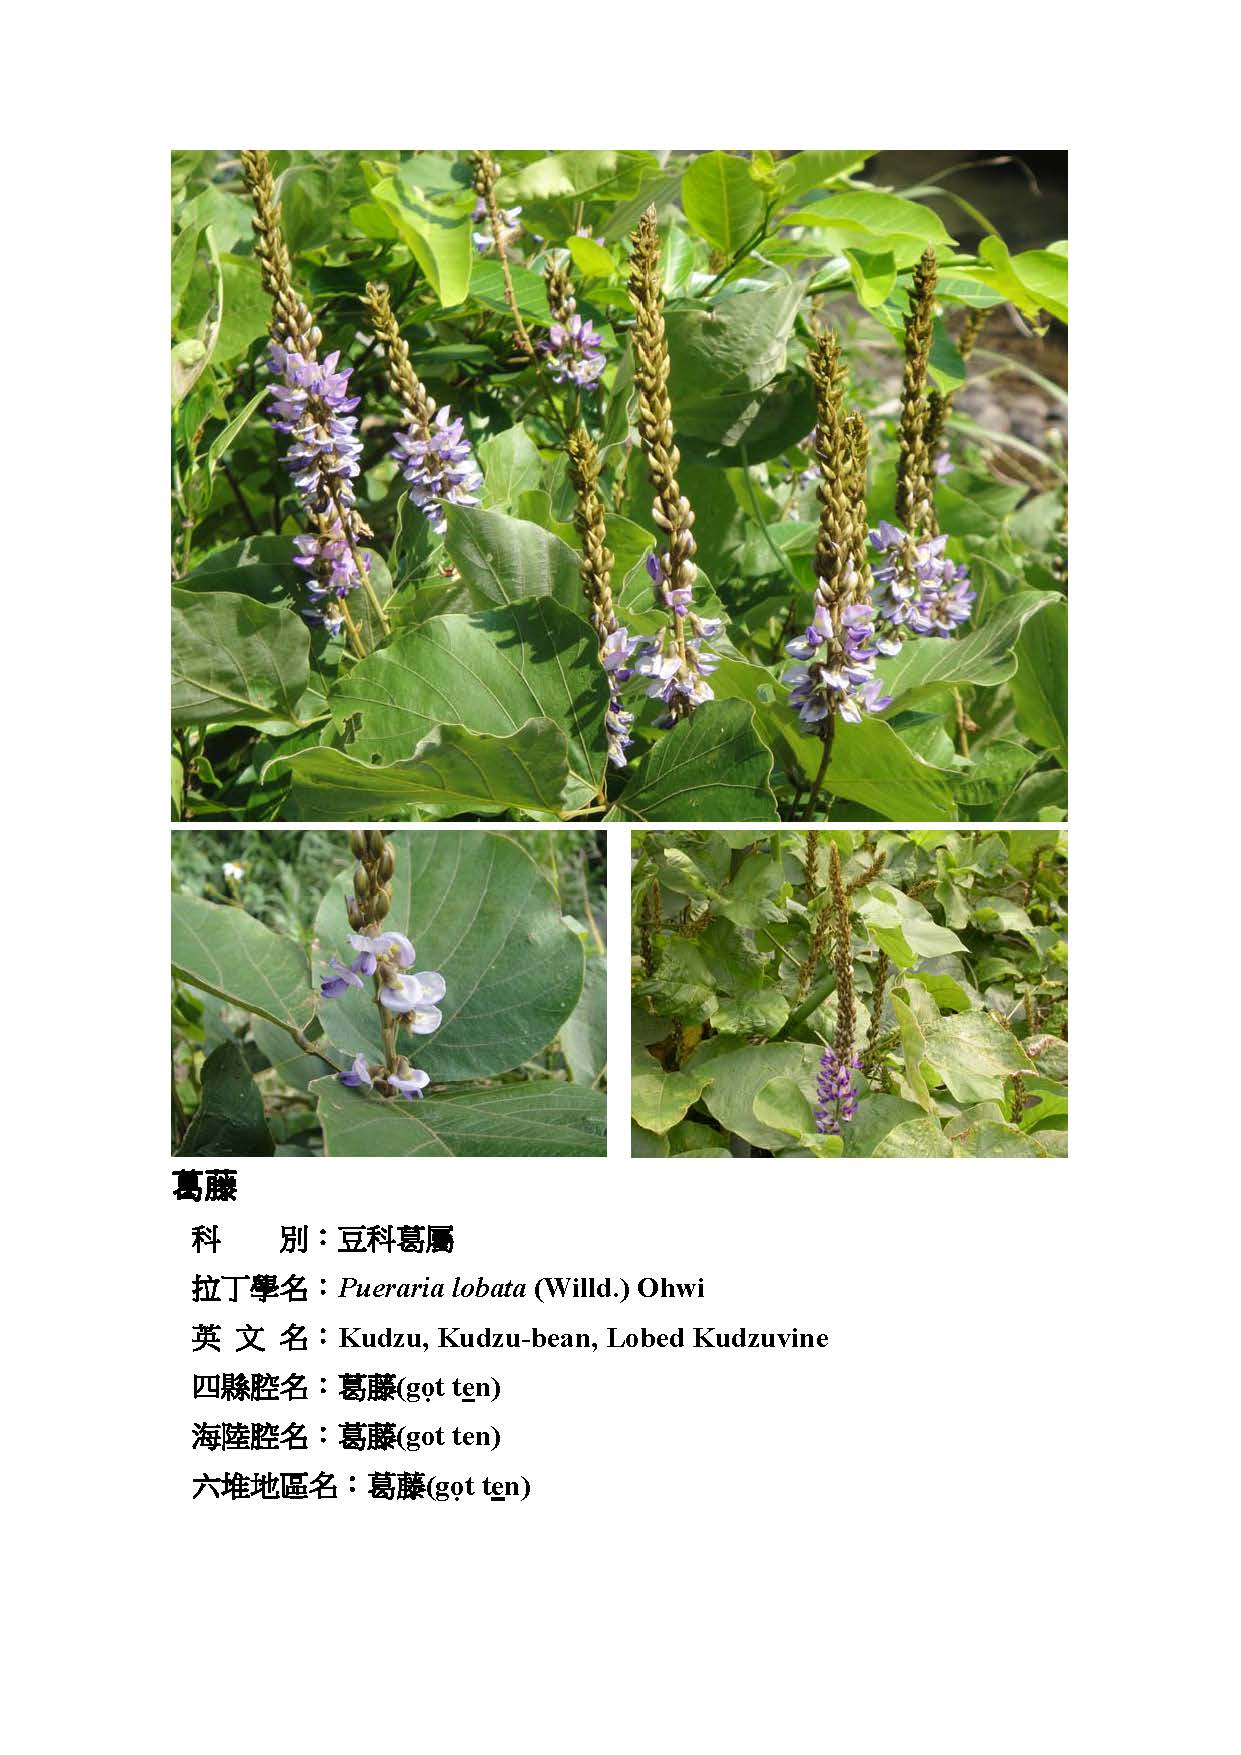 葛藤
科　　別：豆科葛屬
拉丁學名：Pueraria lobata (Willd.) Ohwi
英 文 名：Kudzu, Kudzu-bean, Lobed Kudzuvine
四縣腔名：葛藤(gọt te̲n)
海陸腔名：葛藤(got ten)
六堆地區名：葛藤(gọt te̲n)